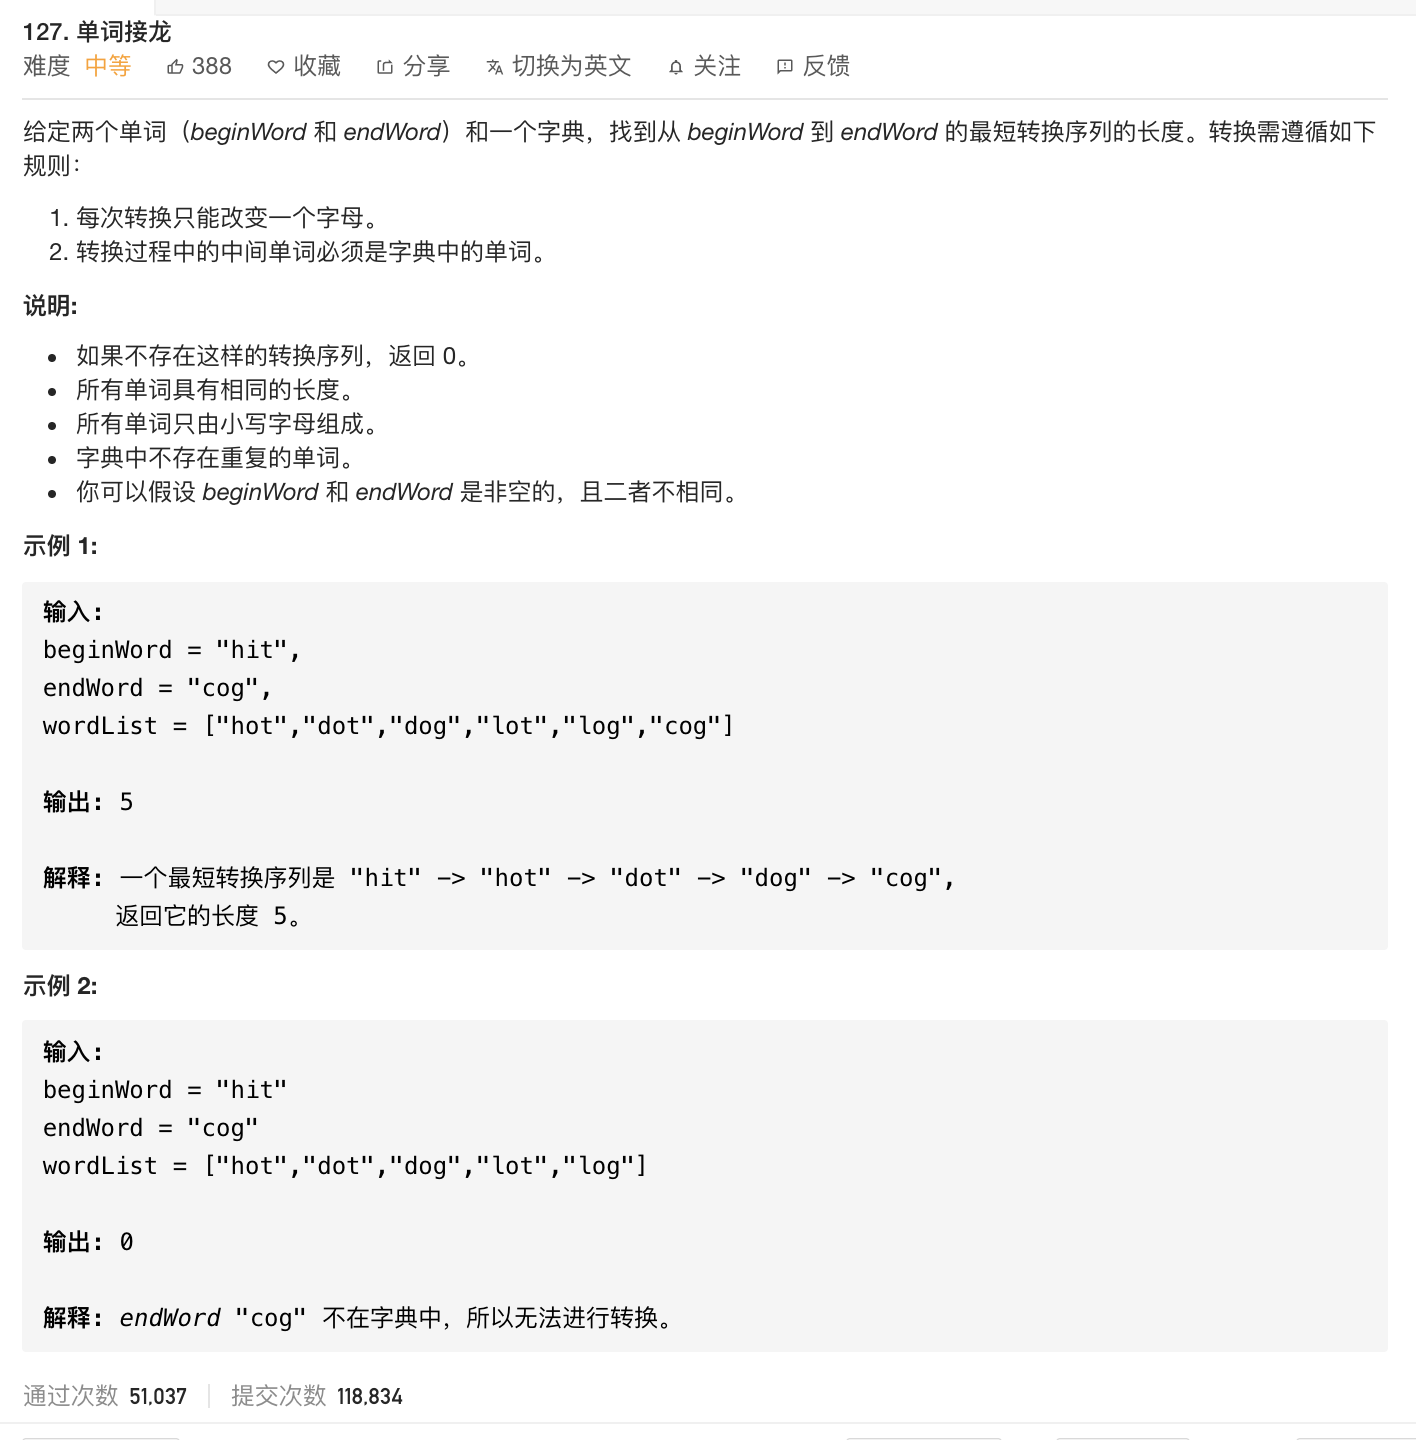 127. 单词接龙
难度 中等 388 收藏 分享 切换为英文 关注 反馈
给定两个单词（beginWord 和 endWord）和一个字典，找到从 beginWord 到 endWord 的最短转换序列的长度。转换需遵循如下
规则：
1. 每次转换只能改变一个字母。
2. 转换过程中的中间单词必须是字典中的单词。
说明:
• 如果不存在这样的转换序列，返回 0。
• 所有单词具有相同的长度。
• 所有单词只由小写字母组成。
• 字典中不存在重复的单词。
• 你可以假设 beginWord 和 endWord 是非空的，且二者不相同。
示例 1:
输入:
beginWord = "hit",
endWord = "cog",
wordList = ["hot","dot","dog","lot","log","cog"]
输出: 5
解释: 一个最短转换序列是 "hit" -> "hot" -> "dot" -> "dog" -> "cog",
返回它的长度 5。
示例 2:
输入:
beginWord = "hit"
endWord = "cog"
wordList = ["hot","dot","dog","lot","log"]
输出: 0
解释: endWord "cog" 不在字典中，所以无法进行转换。
通过次数 51,037 提交次数 118,834